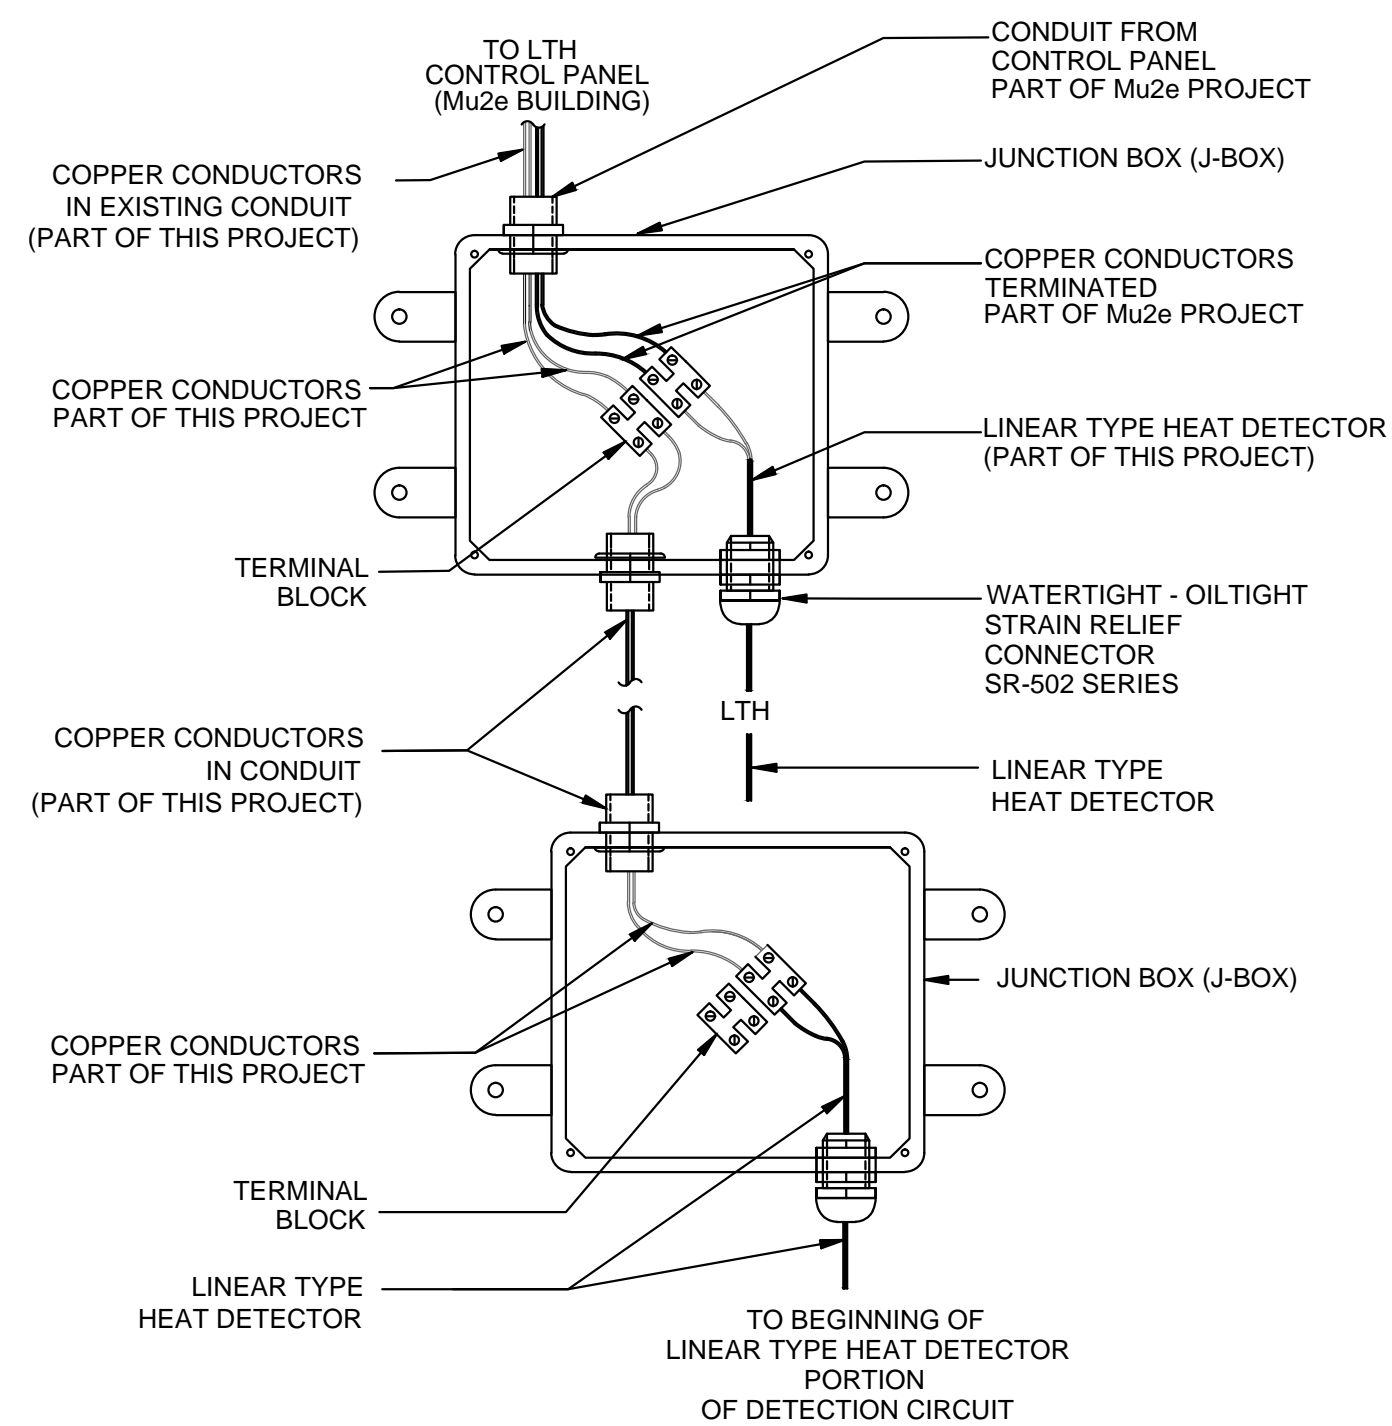 TO LTH
CONTROL PANEL
(Mu2e BUILDING)
CONDUIT FROM
CONTROL PANEL
PART OF Mu2e PROJECT
JUNCTION BOX (J-BOX)
COPPER CONDUCTORS
IN EXISTING CONDUIT
(PART OF THIS PROJECT)
COPPER CONDUCTORS
TERMINATED
PART OF Mu2e PROJECT
COPPER CONDUCTORS
PART OF THIS PROJECT
LINEAR TYPE HEAT DETECTOR
(PART OF THIS PROJECT)
TERMINAL
BLOCK
WATERTIGHT - OILTIGHT
STRAIN RELIEF
CONNECTOR
SR-502 SERIES
LTH
COPPER CONDUCTORS
IN CONDUIT
(PART OF THIS PROJECT)
LINEAR TYPE
HEAT DETECTOR
JUNCTION BOX (J-BOX)
COPPER CONDUCTORS
PART OF THIS PROJECT
TERMINAL
BLOCK
LINEAR TYPE
HEAT DETECTOR
TO BEGINNING OF
LINEAR TYPE HEAT DETECTOR
PORTION
OF DETECTION CIRCUIT